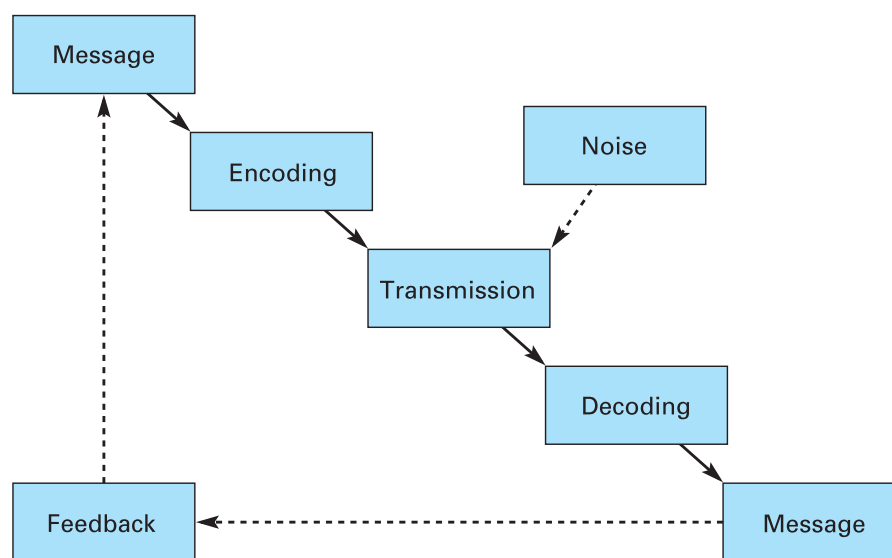 Message
Encoding
Noise
Transmission
Decoding
Feedback
Message